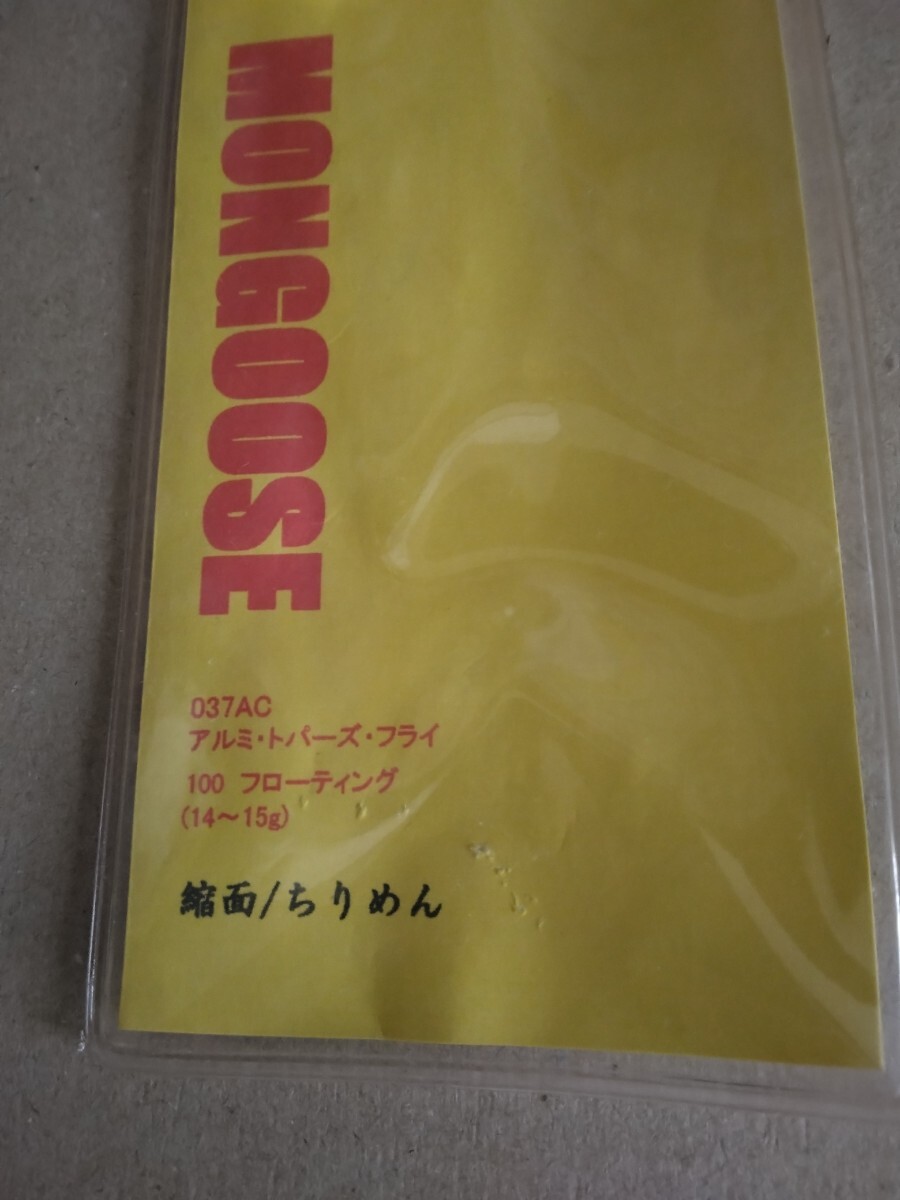 MONGOOSE
037AC
アルミ・トパーズ・フライ
100 フローティング
(14～15g)
縮面/ちりめん